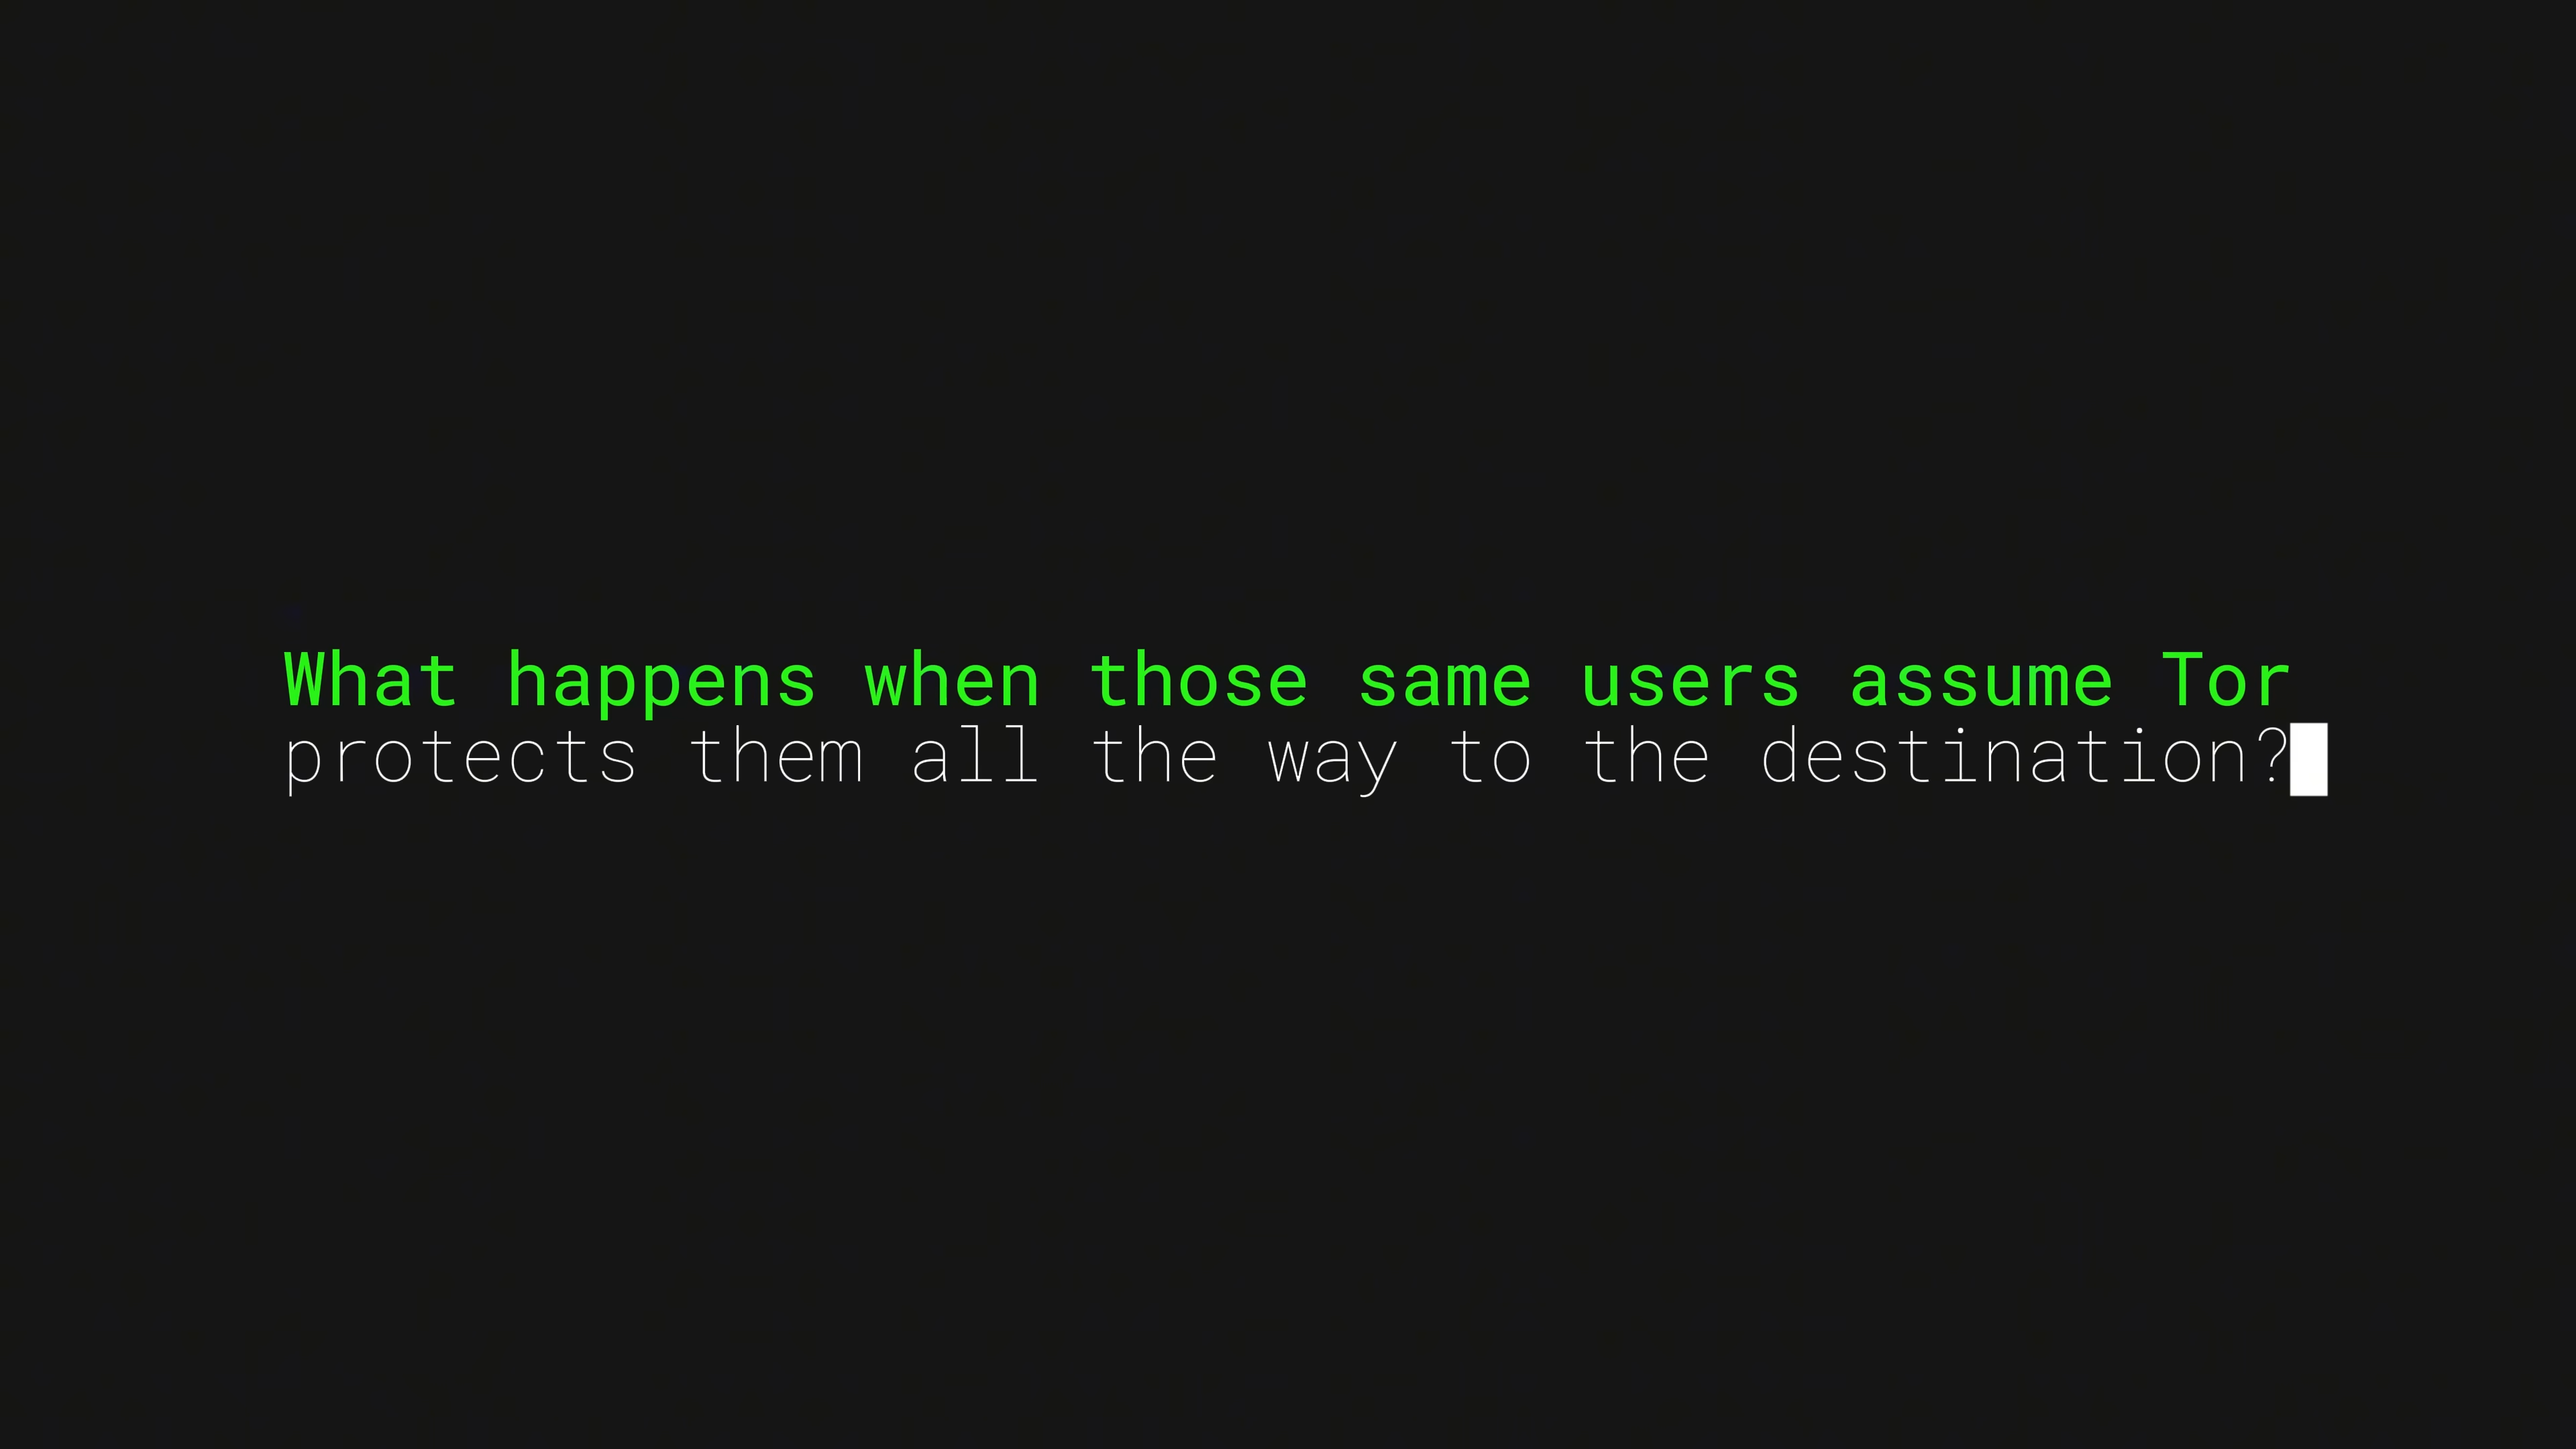 What happens when those same users assume Tor
protects them all the way to the destination?